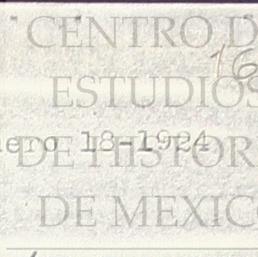 CENTRO D
16
ESTUDIOS
ero 18-1924
DE HISTOR
DE MEXIC